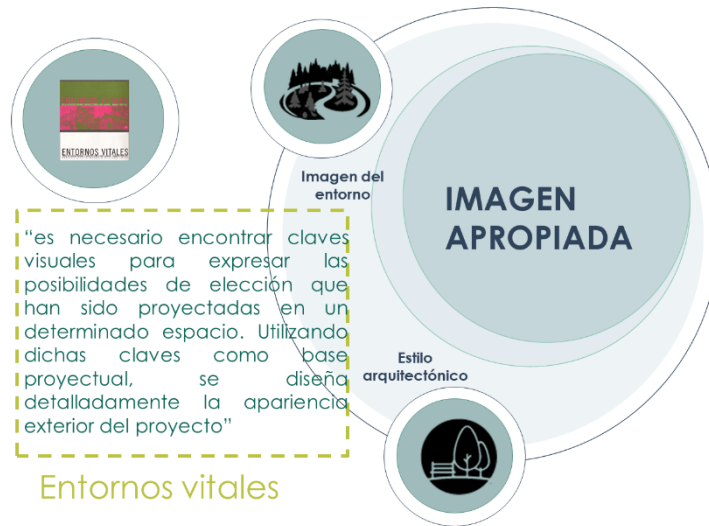 ENTORNOS VITALES
Imagen del
entorno
IMAGEN
APROPIADA
“es necesario encontrar claves
visuales para expresar las
posibilidades de elección que
han sido proyectadas en un
determinado espacio. Utilizando
dichas claves como base
proyectual, se diseña
detalladamente la apariencia
exterior del proyecto”
Estilo
arquitectónico
Entornos vitales